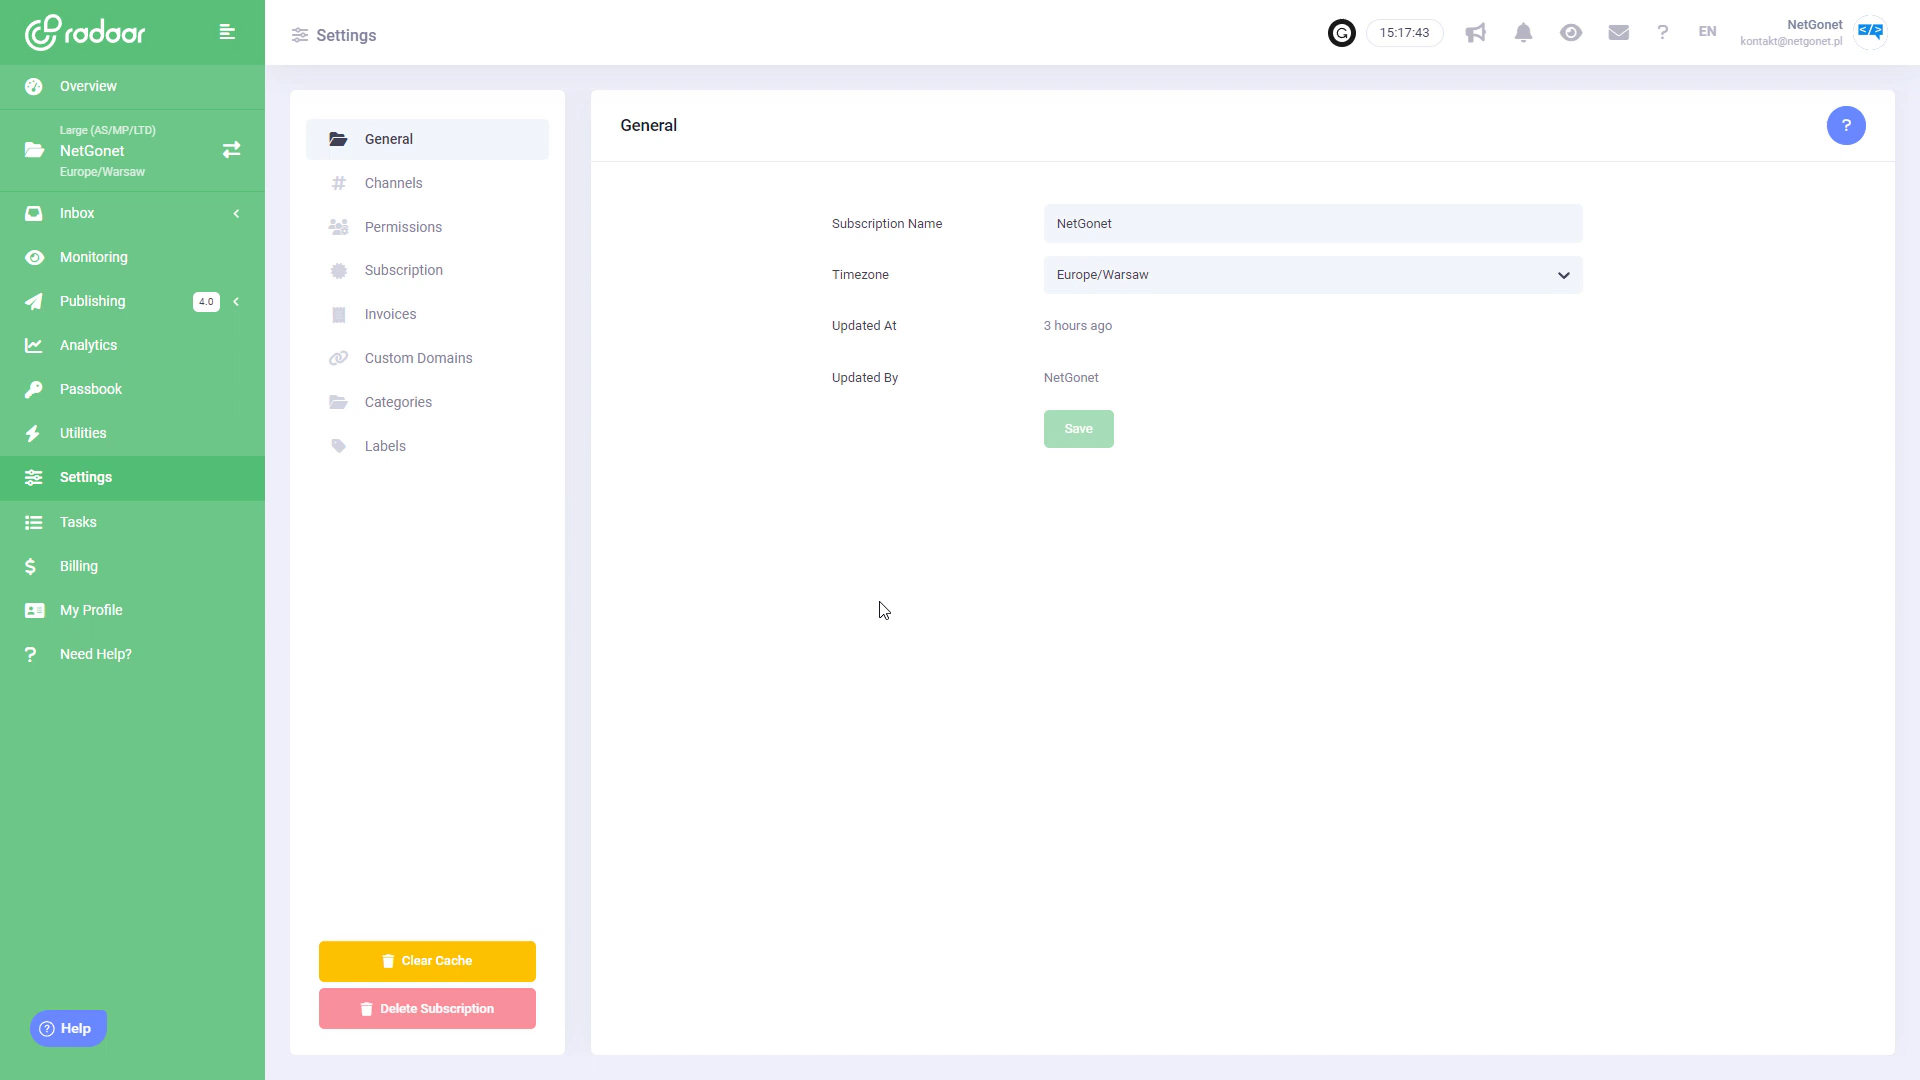 radaar
Overview
Large (AS/MP/LTD)
NetGonet
Europe/Warsaw
Inbox
Monitoring
Publishing 4.0
Analytics
Passbook
Utilities
Settings
Tasks
Billing
My Profile
Need Help?
? Help
Settings
15:17:43
?
EN
NetGonet
kontakt@netgonet.pl
General
Channels
Permissions
Subscription
Invoices
Custom Domains
Categories
Labels
Clear Cache
Delete Subscription
General
?
Subscription Name NetGonet
Timezone Europe/Warsaw
Updated At 3 hours ago
Updated By NetGonet
Save